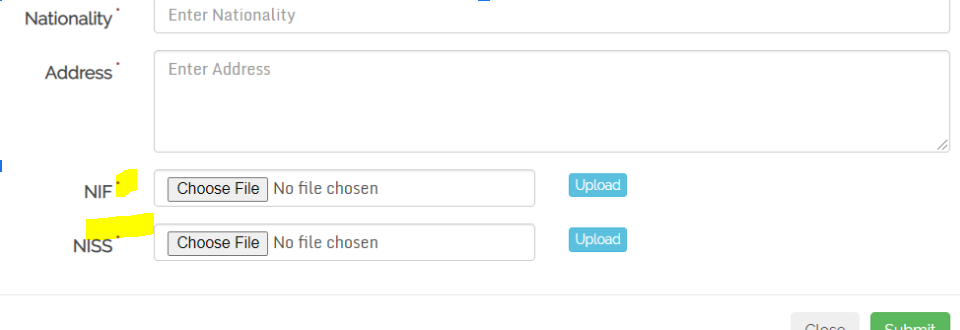 Nationality * Enter Nationality
Address * Enter Address
NIF * Choose File No file chosen Upload
NISS * Choose File No file chosen Upload
Close Submit